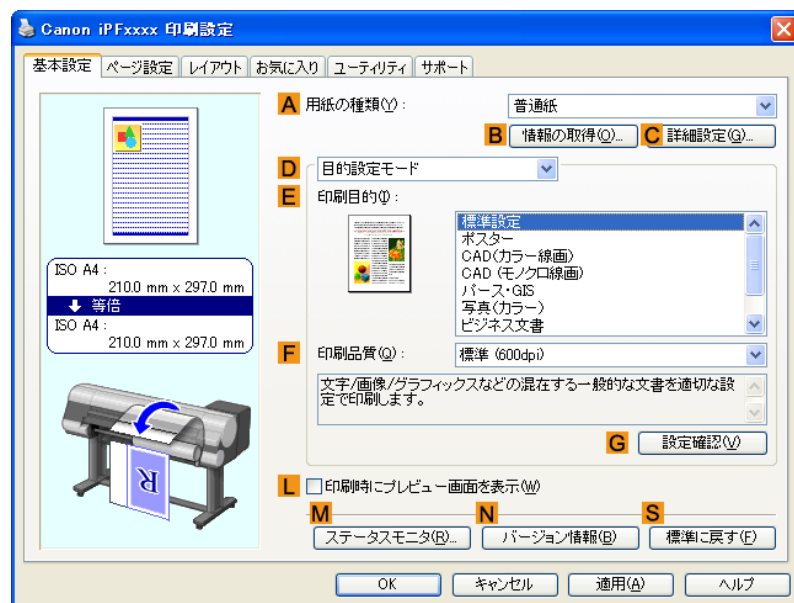 Canon iPFxxxx 印刷設定
基本設定 ページ設定 レイアウト お気に入り ユーティリティ サポート
A 用紙の種類(Y): 普通紙
B 情報の取得(O)... C 詳細設定(G)...
D 目的設定モード
E 印刷目的(I):
標準設定
ポスター
CAD(カラー線画)
CAD (モノクロ線画)
パース・GIS
写真(カラー)
ビジネス文書
ISO A4 :
210.0 mm x 297.0 mm
等倍
ISO A4 :
210.0 mm x 297.0 mm
F 印刷品質(Q): 標準 (600dpi)
文字/画像/グラフィックスなどの混在する一般的な文書を適切な設
定で印刷します。
G 設定確認(V)
R
L 印刷時にプレビュー画面を表示(W)
M N S
ステータスモニタ(R)... バージョン情報(B) 標準に戻す(F)
OK キャンセル 適用(A) ヘルプ